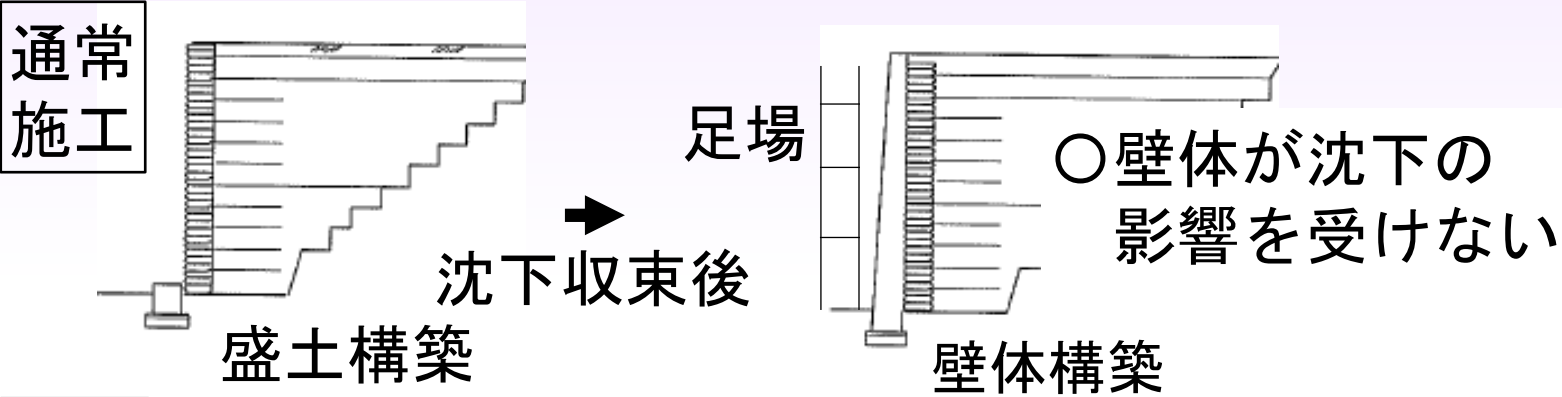 通常
施工
足場
〇壁体が沈下の
影響を受けない
沈下収束後
盛土構築
壁体構築